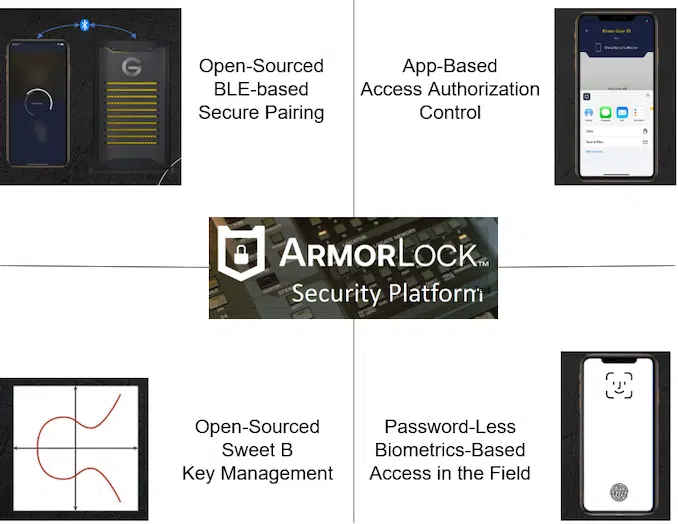 Open-Sourced
BLE-based
Secure Pairing
App-Based
Access Authorization
Control
ARMORLOCK™
Security Platform
Open-Sourced
Sweet B
Key Management
Password-Less
Biometrics-Based
Access in the Field